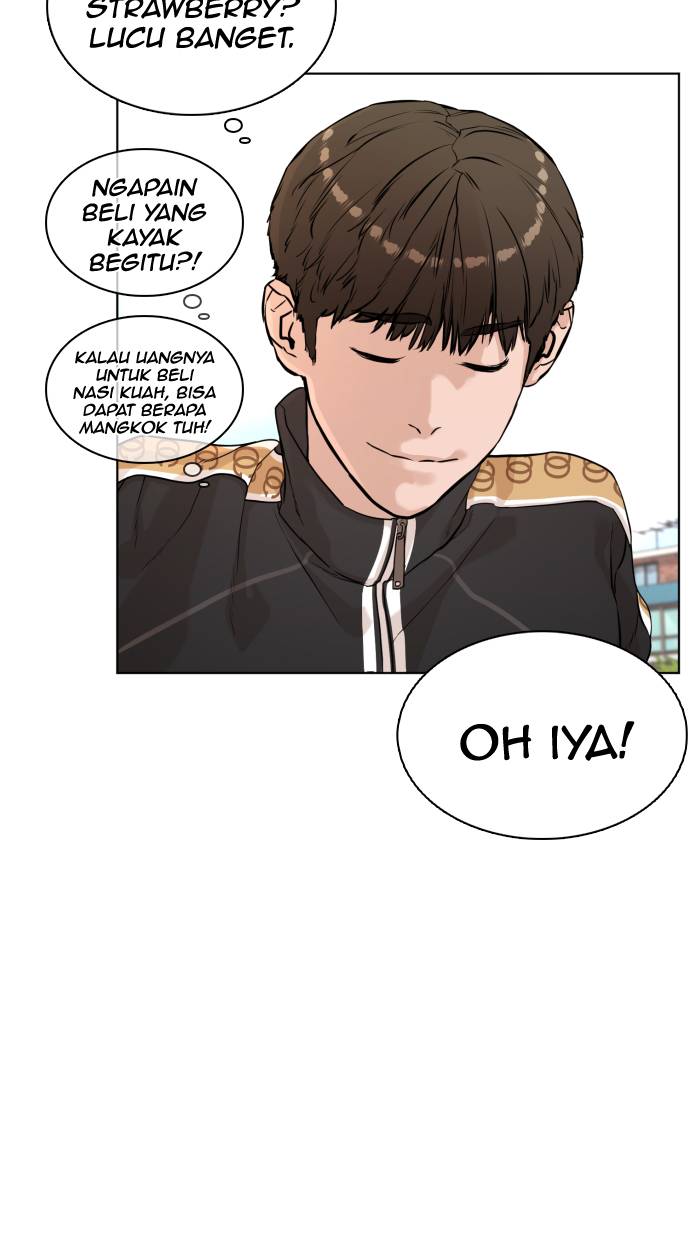 STRAWBERRY?
LUCU BANGET.
NGAPAIN
BELI YANG
KAYAK
BEGITU?!
KALAU UANGNYA
UNTUK BELI
NASI KUAH, BISA
DAPAT BERAPA
MANGKOK TUH!
OH IYA!